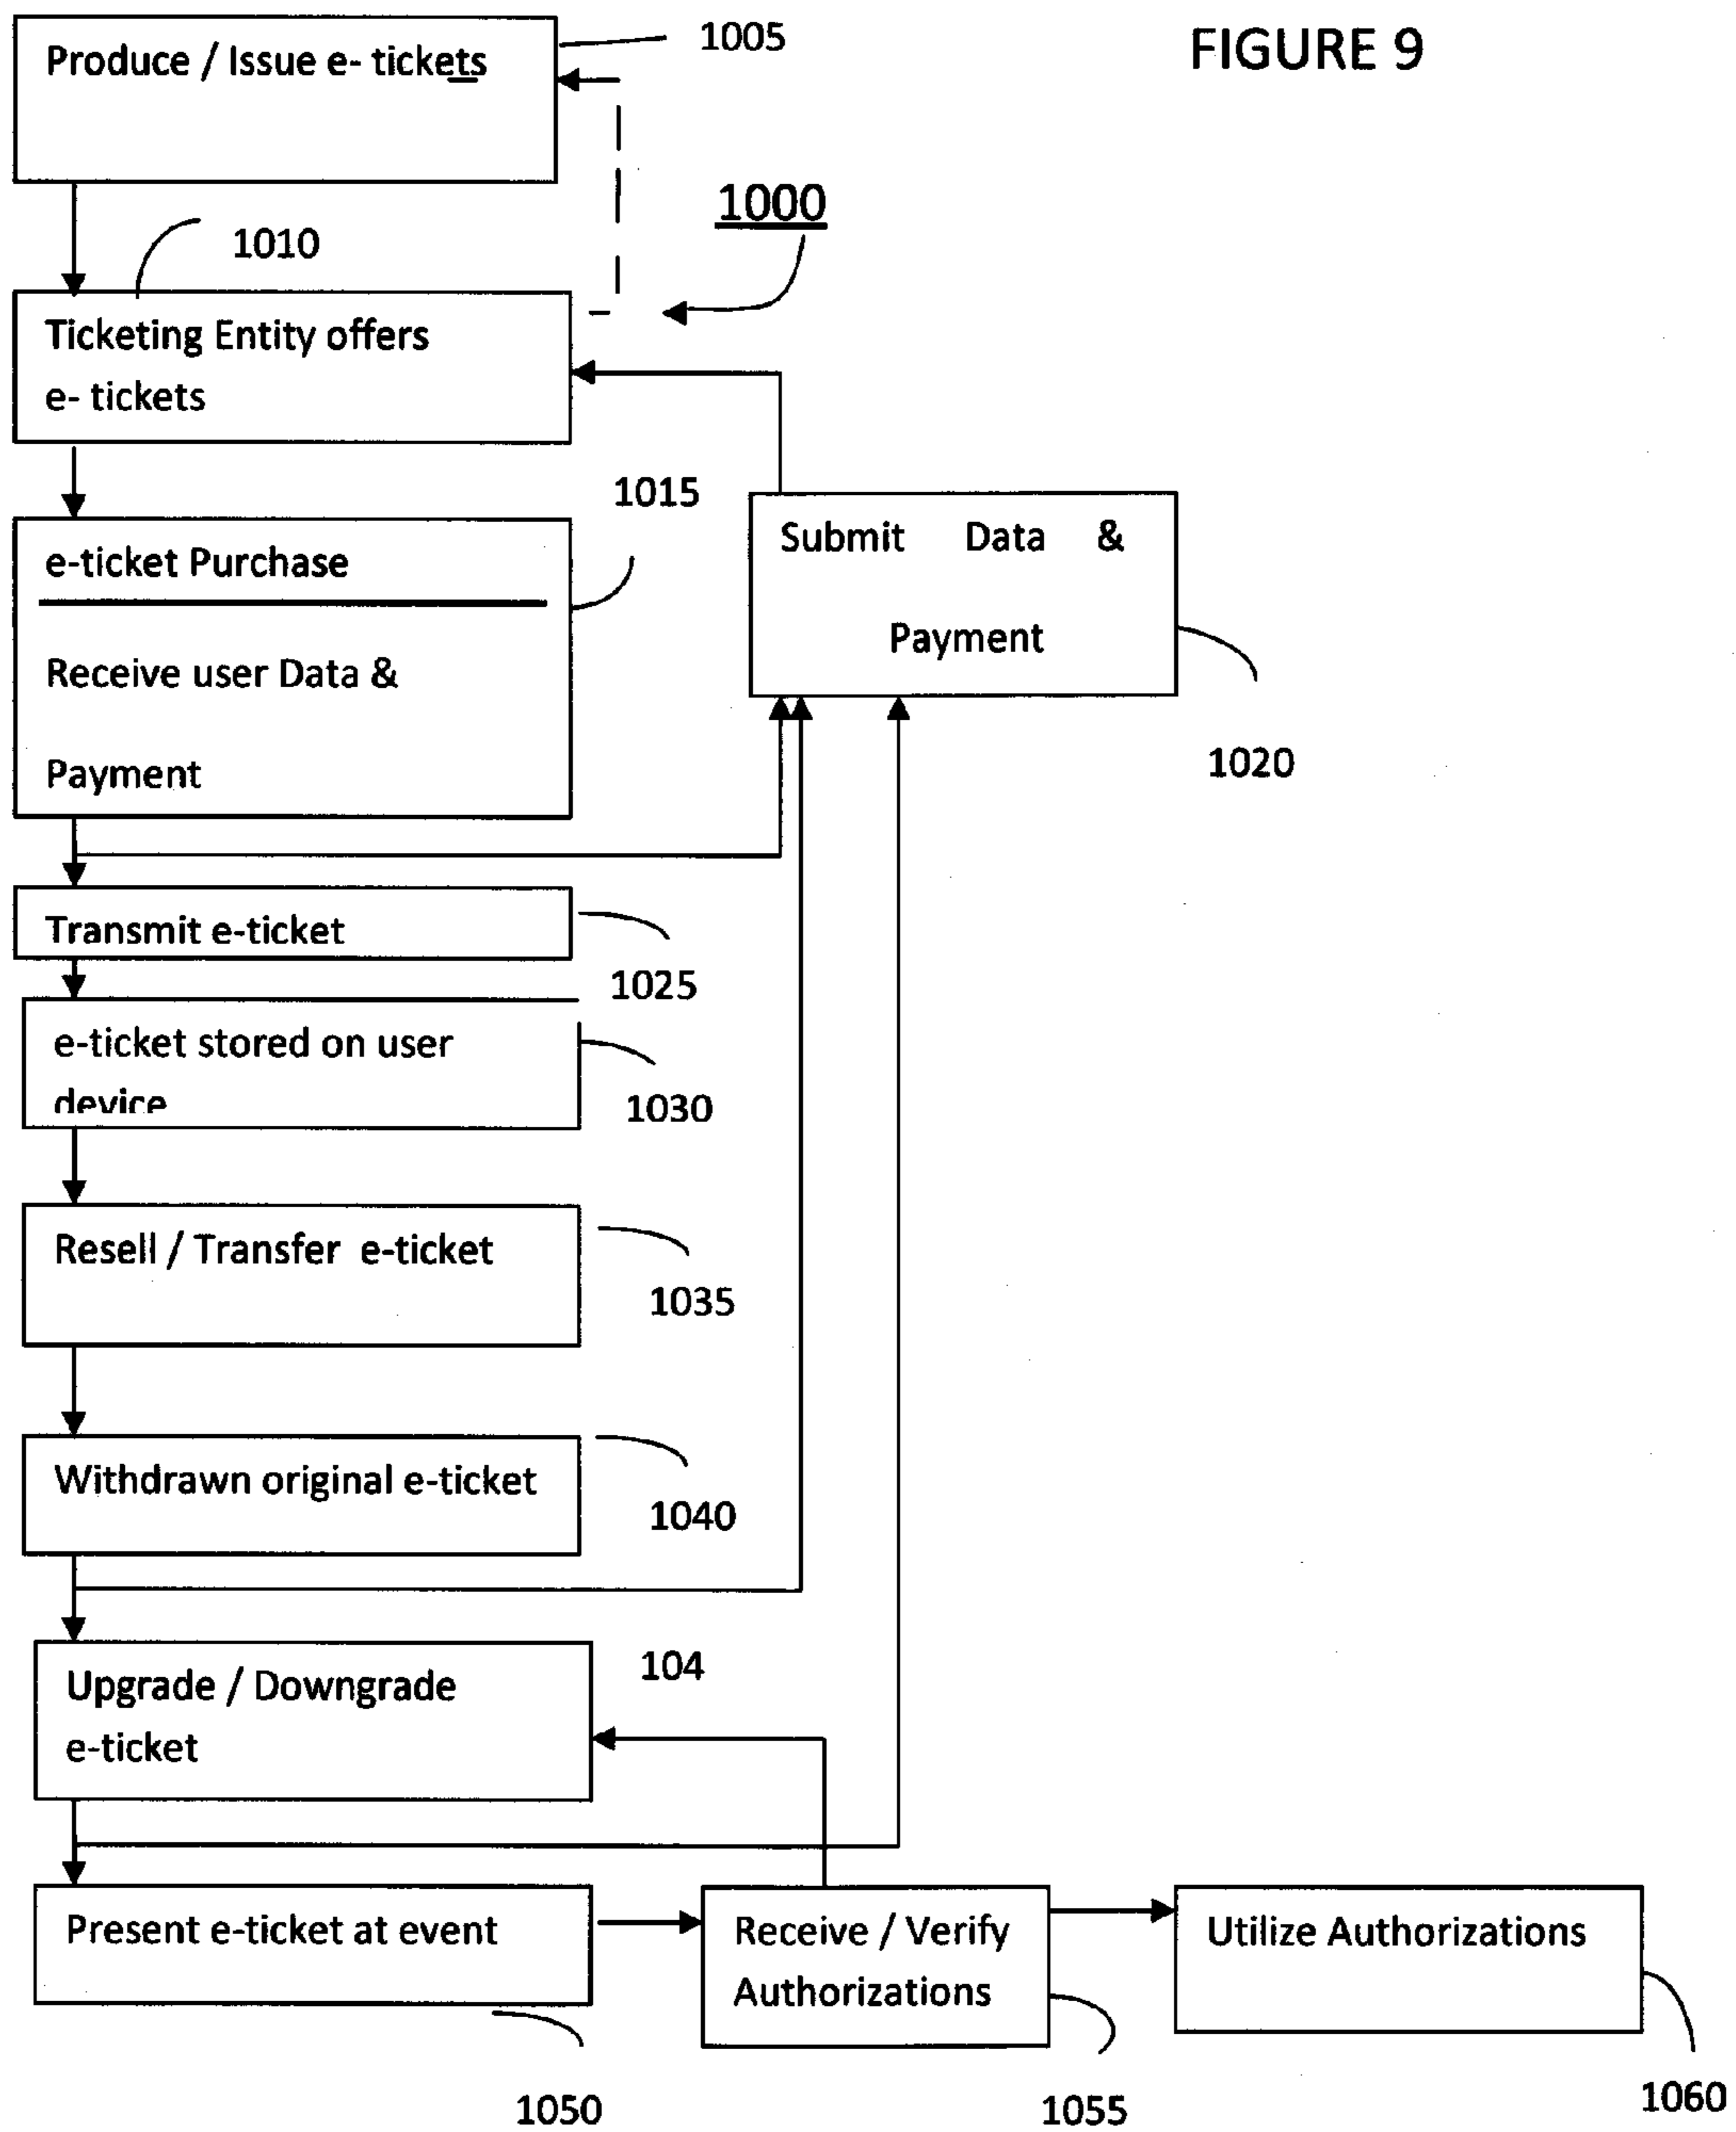 FIGURE 9
Produce / Issue e- tickets
1005
1000
1010
Ticketing Entity offers
e- tickets
1015
e-ticket Purchase
Receive user Data &
Payment
Submit Data &
Payment
1020
Transmit e-ticket
1025
e-ticket stored on user
device
1030
Resell / Transfer e-ticket
1035
Withdrawn original e-ticket
1040
Upgrade / Downgrade
e-ticket
104
Present e-ticket at event
1050
Receive / Verify
Authorizations
1055
Utilize Authorizations
1060